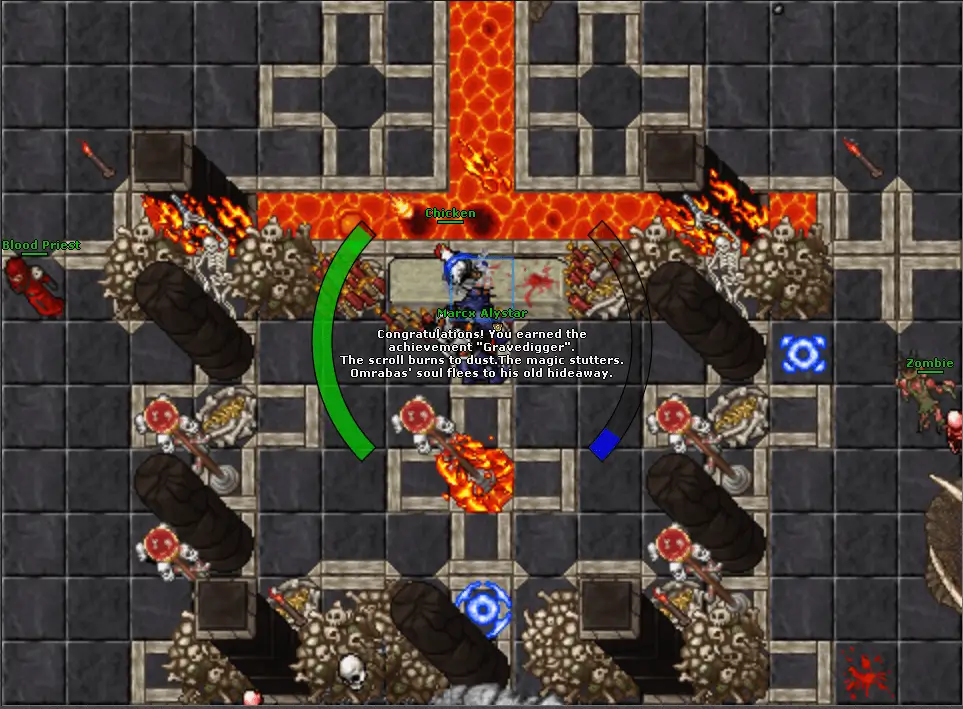 Chicken
Blood Priest
Marcx Alystar
Congratulations! You earned the
achievement "Gravedigger".
The scroll burns to dust.The magic stutters.
Omrabas' soul flees to his old hideaway.
Zombie